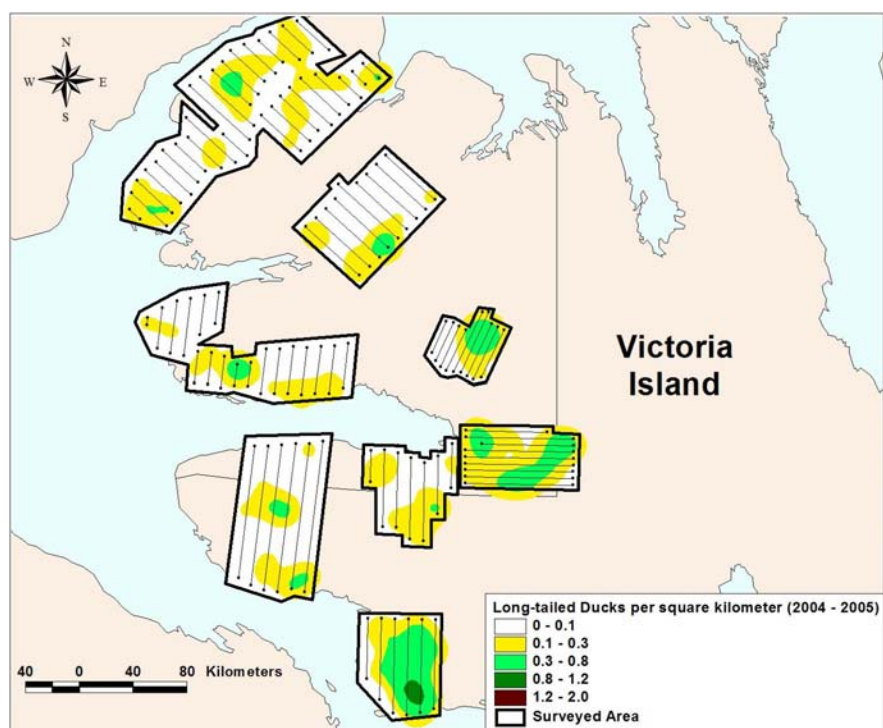 N
W E
S
Victoria
Island
Long-tailed Ducks per square kilometer (2004 - 2005)
0 - 0.1
0.1 - 0.3
0.3 - 0.8
0.8 - 1.2
1.2 - 2.0
Surveyed Area
40 0 40 80 Kilometers